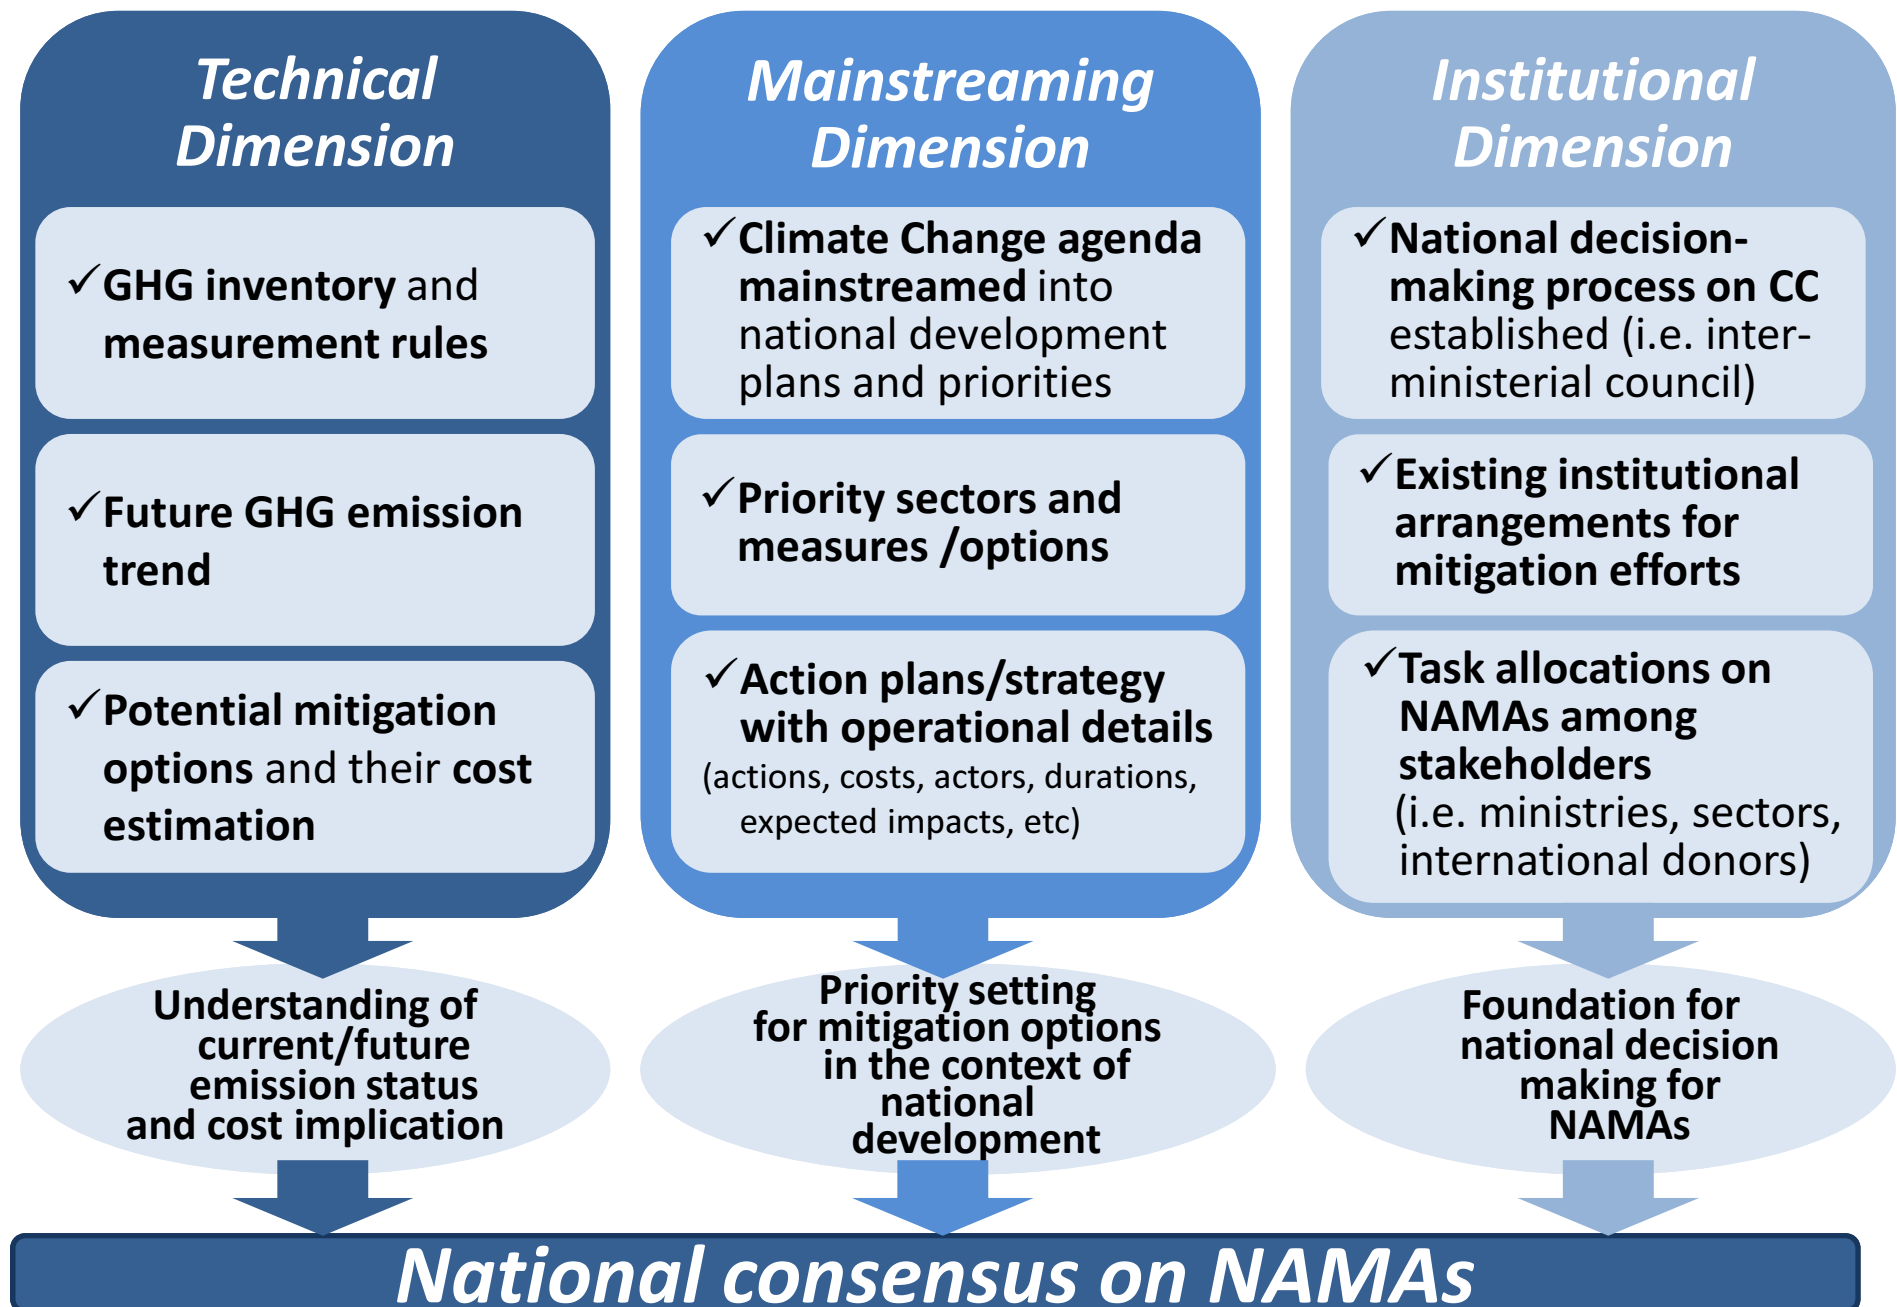 Technical
Dimension
✓GHG inventory and
measurement rules
✓Future GHG emission
trend
✓Potential mitigation
options and their cost
estimation
Understanding of
current/future
emission status
and cost implication
Mainstreaming
Dimension
✓Climate Change agenda
mainstreamed into
national development
plans and priorities
✓Priority sectors and
measures /options
✓Action plans/strategy
with operational details
(actions, costs, actors, durations,
expected impacts, etc)
Priority setting
for mitigation options
in the context of
national
development
Institutional
Dimension
✓National decision-
making process on CC
established (i.e. inter-
ministerial council)
✓Existing institutional
arrangements for
mitigation efforts
✓Task allocations on
NAMAs among
stakeholders
(i.e. ministries, sectors,
international donors)
Foundation for
national decision
making for
NAMAs
National consensus on NAMAs